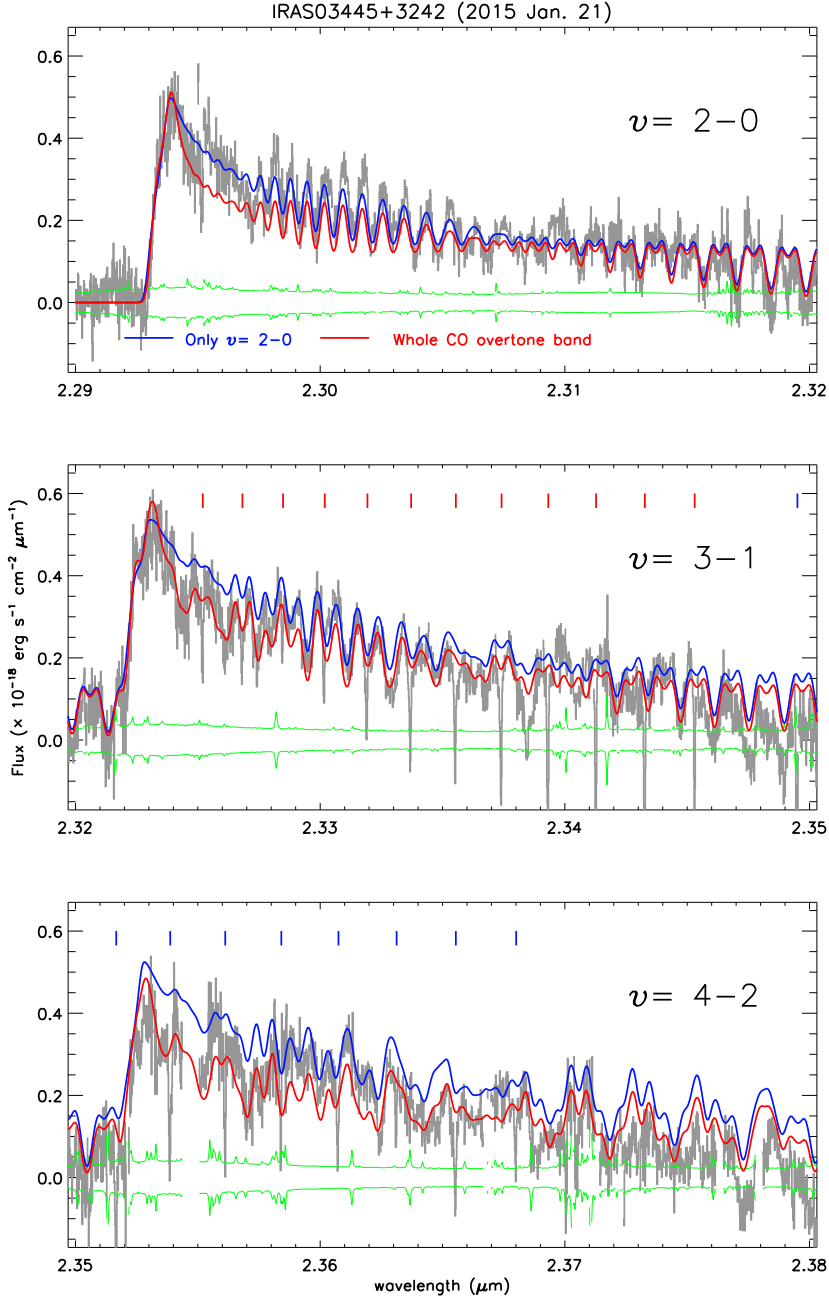 IRAS03445+3242 (2015 Jan. 21)
0.6
0.4
0.2
0.0
υ= 2−0
Only υ= 2−0
Whole CO overtone band
2.29 2.30 2.31 2.32
Flux (× 10⁻¹⁸ erg s⁻¹ cm⁻² μm⁻¹)
0.6
0.4
0.2
0.0
υ= 3−1
2.32 2.33 2.34 2.35
0.6
0.4
0.2
0.0
υ= 4−2
2.35 2.36 2.37 2.38
wavelength (μm)